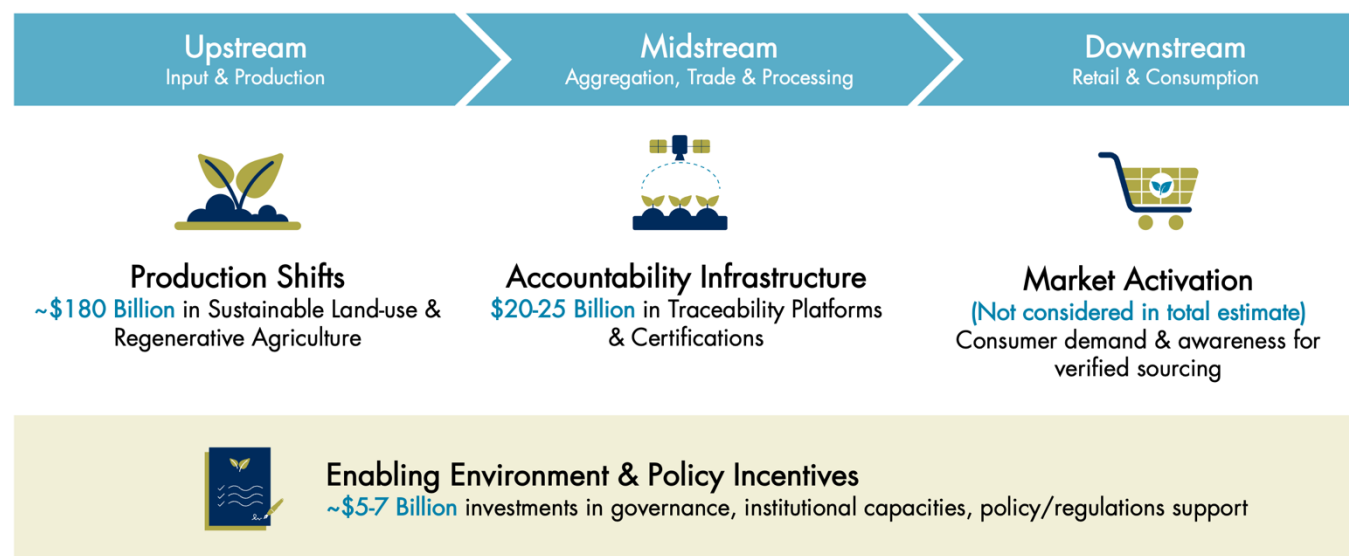 Upstream
Input & Production
Midstream
Aggregation, Trade & Processing
Downstream
Retail & Consumption
Production Shifts
~$180 Billion in Sustainable Land-use &
Regenerative Agriculture
Accountability Infrastructure
$20-25 Billion in Traceability Platforms
& Certifications
Market Activation
(Not considered in total estimate)
Consumer demand & awareness for
verified sourcing
Enabling Environment & Policy Incentives
~$5-7 Billion investments in governance, institutional capacities, policy/regulations support